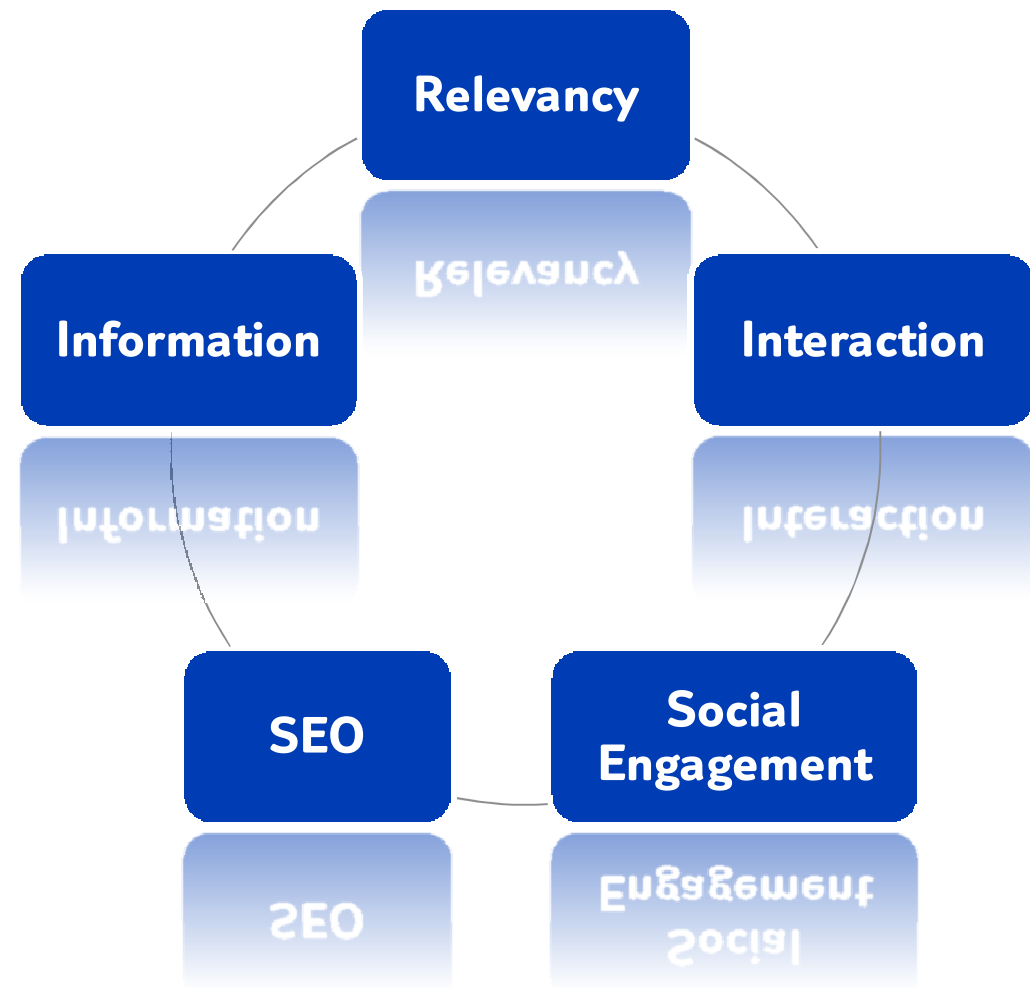 Relevancy
Information
Interaction
SEO
Social
Engagement